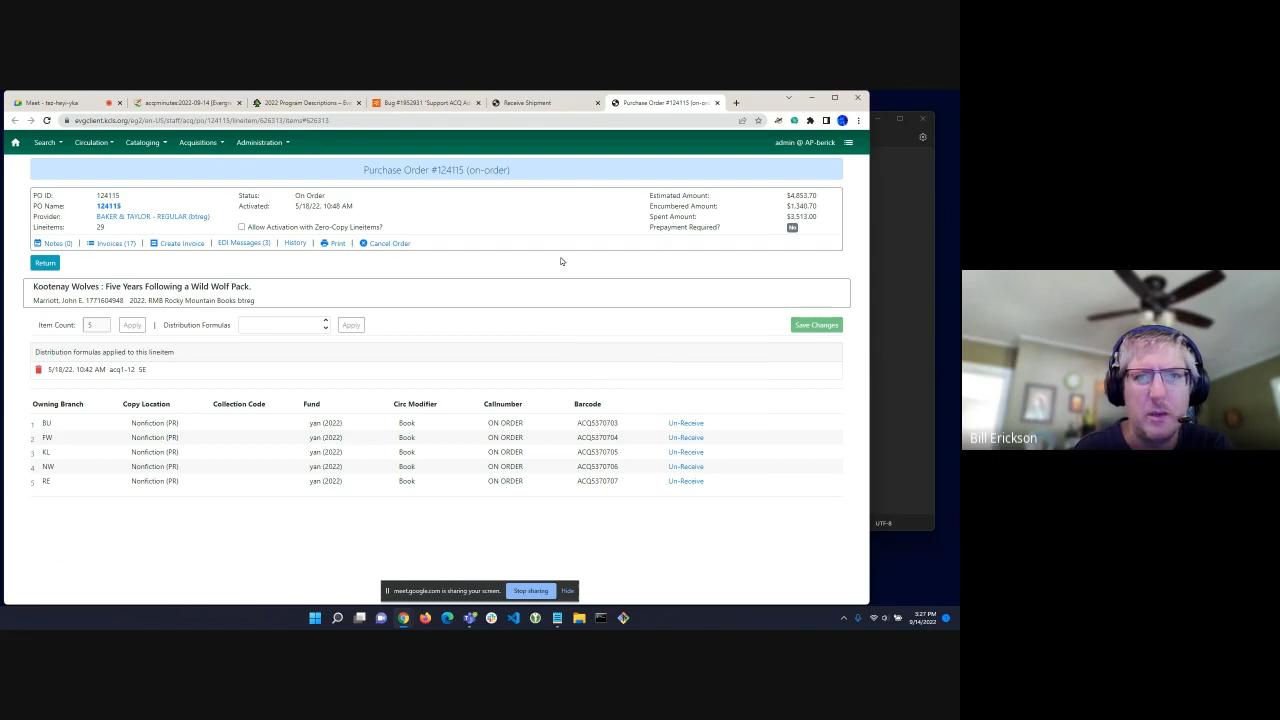 Meet - tez-heyi-yka
acq:minutes:2022-09-14 [Evergr
2022 Program Descriptions – Eve
Bug #1952931 "Support ACQ Ad
Receive Shipment
Purchase Order #124115 (on-ord
evgclient.kcls.org/eg2/en-US/staff/acq/po/124115/lineitem/626313/items#626313
Search Circulation Cataloging Acquisitions Administration admin @ AP-berick
Purchase Order #124115 (on-order)
PO ID: 124115 Status: On Order Estimated Amount: $4,853.70
PO Name: 124115 Activated: 5/18/22, 10:48 AM Encumbered Amount: $1,340.70
Provider: BAKER & TAYLOR - REGULAR (btreg) Spent Amount: $3,513.00
Lineitems: 29 Allow Activation with Zero-Copy Lineitems? Prepayment Required? No
Notes (0) | Invoices (17) | Create Invoice | EDI Messages (3) | History | Print | Cancel Order
Return
Kootenay Wolves : Five Years Following a Wild Wolf Pack.
Marriott, John E. 1771604948 2022. RMB Rocky Mountain Books btreg
Item Count: 5 Apply | Distribution Formulas Apply Save Changes
Distribution formulas applied to this lineitem
5/18/22, 10:42 AM acq1-12 5E
Owning Branch Copy Location Collection Code Fund Circ Modifier Callnumber Barcode
1 BU Nonfiction (PR) yan (2022) Book ON ORDER ACQ5370703 Un-Receive
2 FW Nonfiction (PR) yan (2022) Book ON ORDER ACQ5370704 Un-Receive
3 KL Nonfiction (PR) yan (2022) Book ON ORDER ACQ5370705 Un-Receive
4 NW Nonfiction (PR) yan (2022) Book ON ORDER ACQ5370706 Un-Receive
5 RE Nonfiction (PR) yan (2022) Book ON ORDER ACQ5370707 Un-Receive
Bill Erickson
UTF-8
meet.google.com is sharing your screen. Stop sharing Hide
3:27 PM
9/14/2022